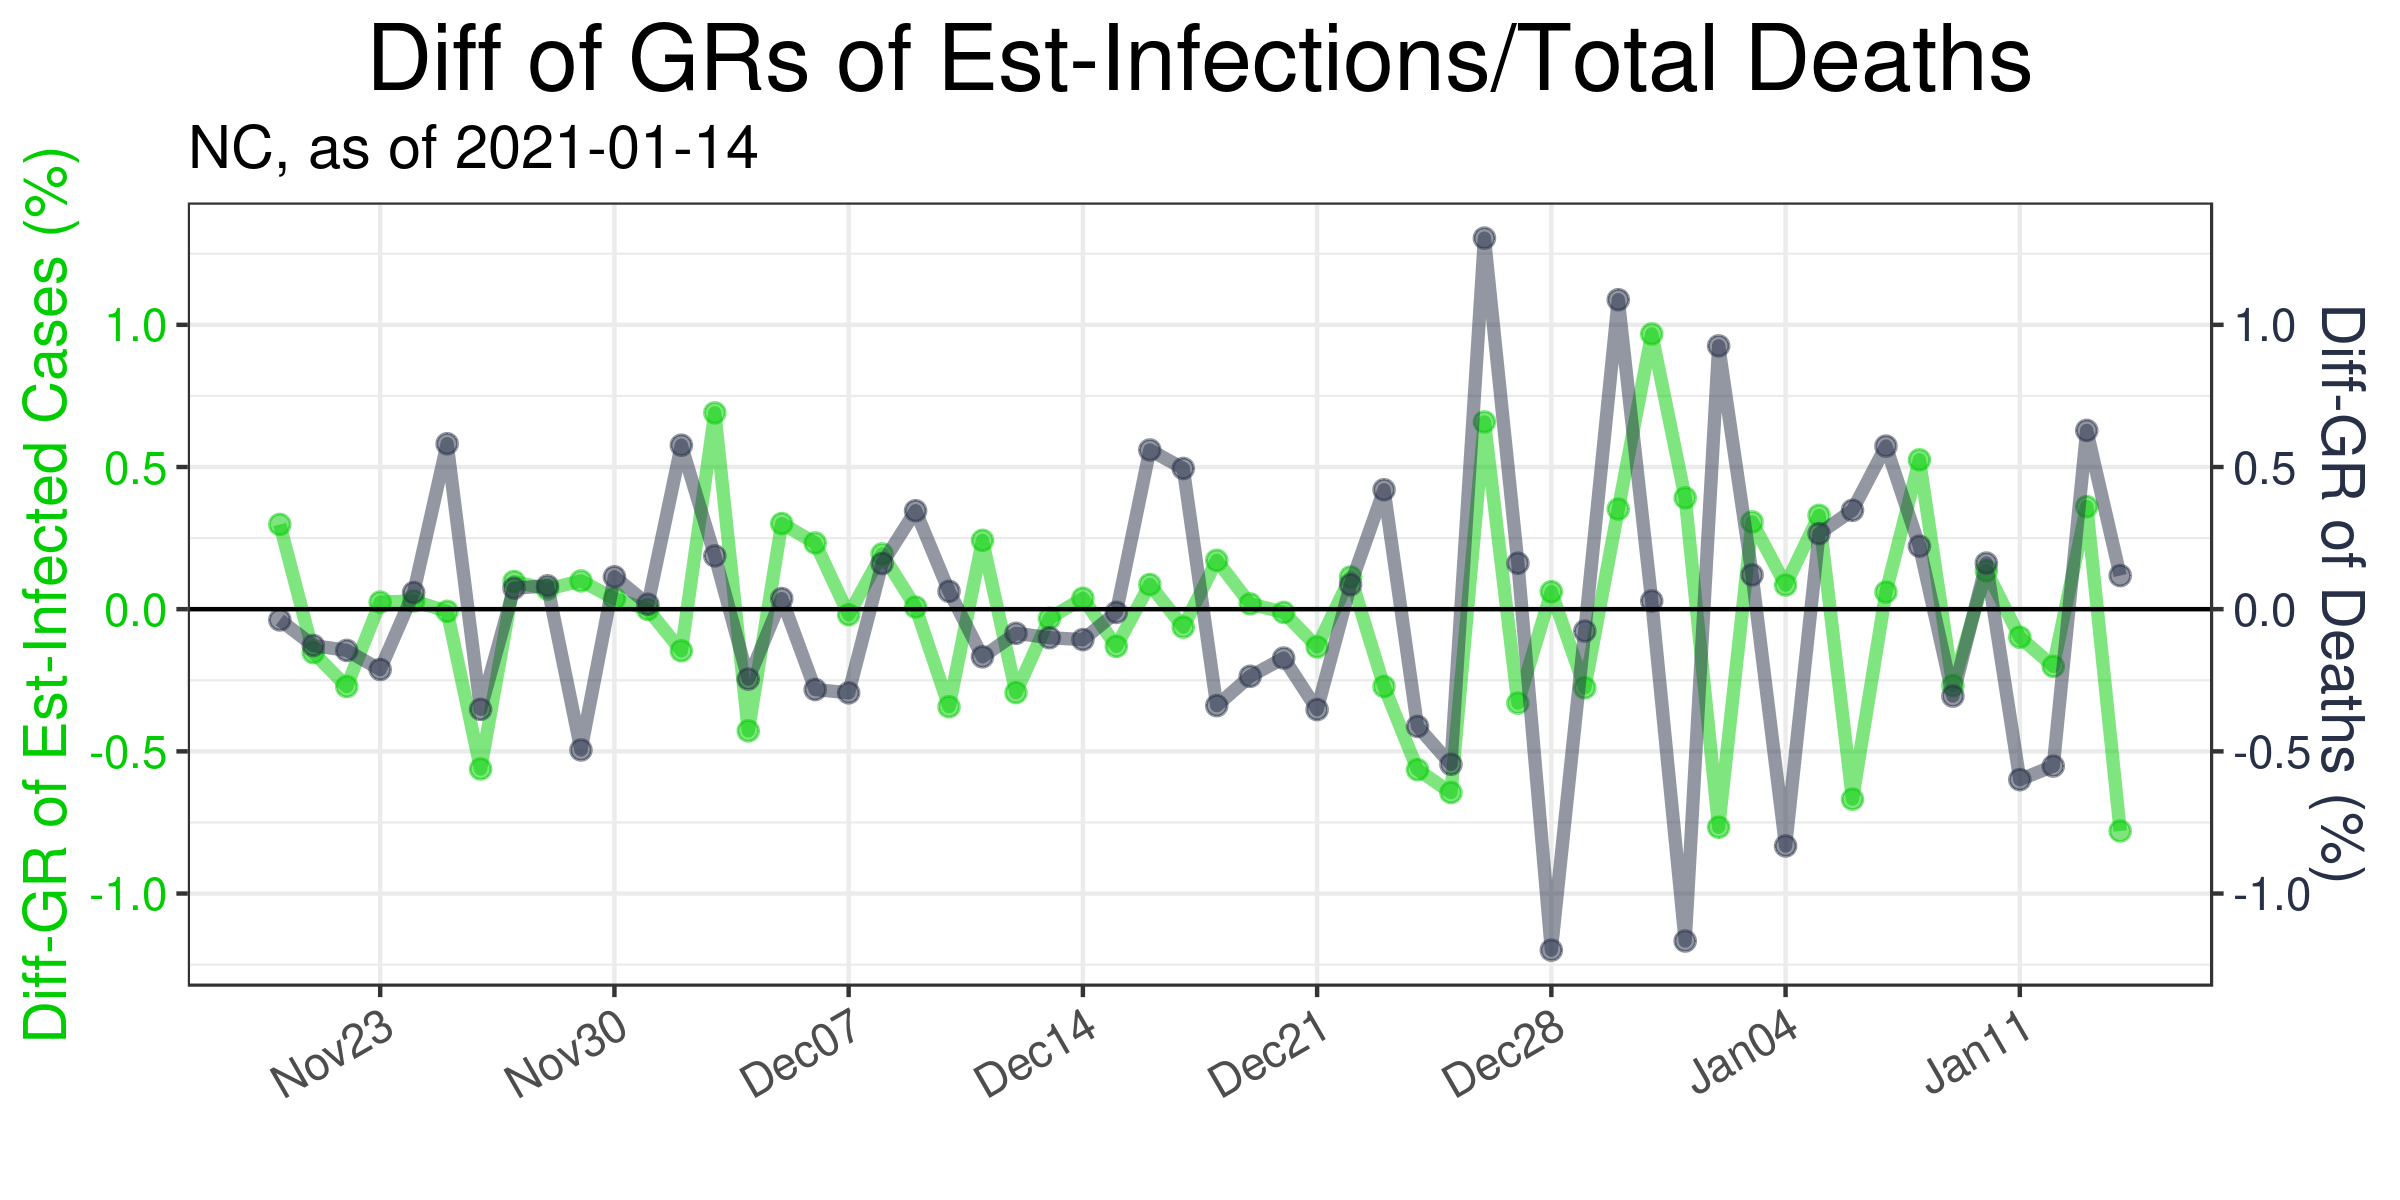 Diff of GRs of Est-Infections/Total Deaths
NC, as of 2021-01-14
Diff-GR of Est-Infected Cases (%)
1.0
0.5
0.0
-0.5
-1.0
1.0
0.5
0.0
-0.5
-1.0
Diff-GR of Deaths (%)
Nov23
Nov30
Dec07
Dec14
Dec21
Dec28
Jan04
Jan11